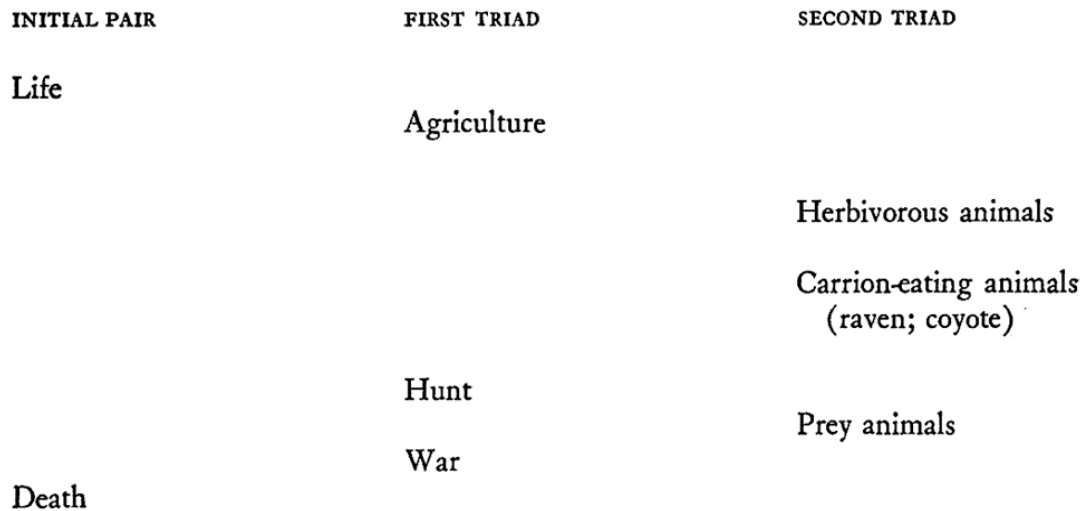 INITIAL PAIR FIRST TRIAD SECOND TRIAD
Life
Agriculture
Herbivorous animals
Carrion-eating animals
(raven; coyote)
Hunt
Prey animals
War
Death